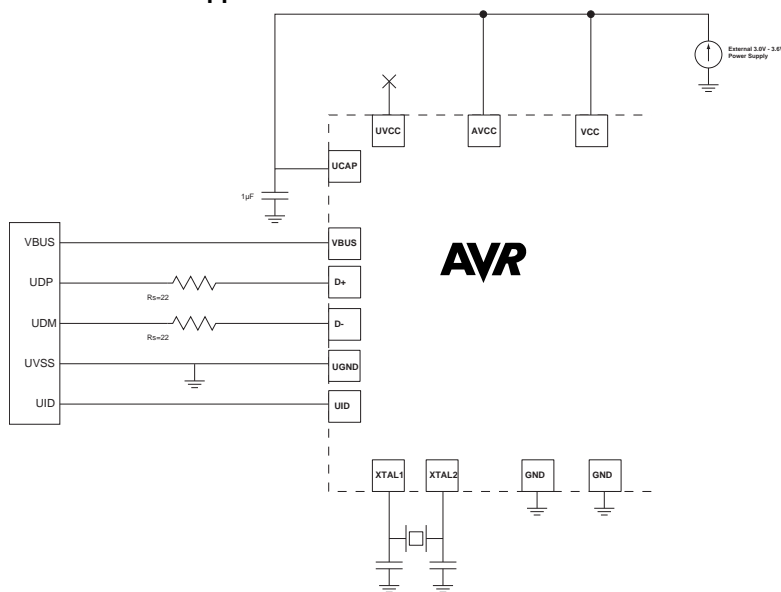 External 3.0V - 3.6
Power Supply
UVCC
AVCC
VCC
UCAP
1µF
VBUS
VBUS
UDP
Rs=22
D+
UDM
Rs=22
D-
UVSS
UGND
UID
UID
AVR
XTAL1
XTAL2
GND
GND